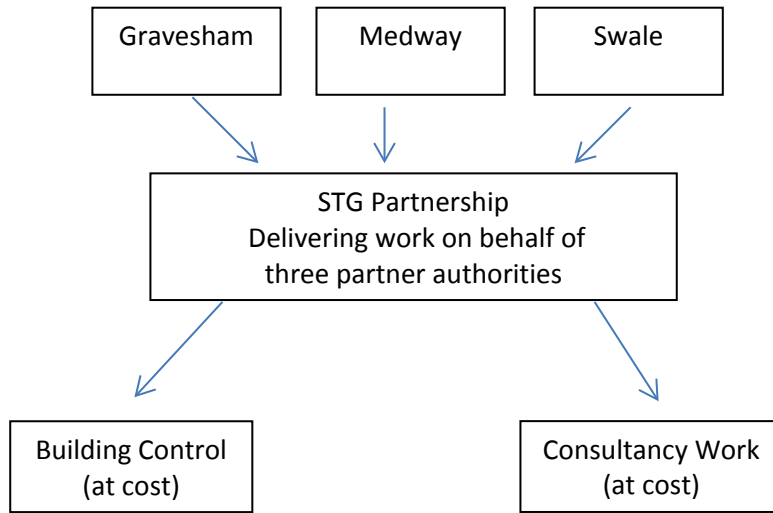 Gravesham
Medway
Swale
STG Partnership
Delivering work on behalf of
three partner authorities
Building Control
(at cost)
Consultancy Work
(at cost)